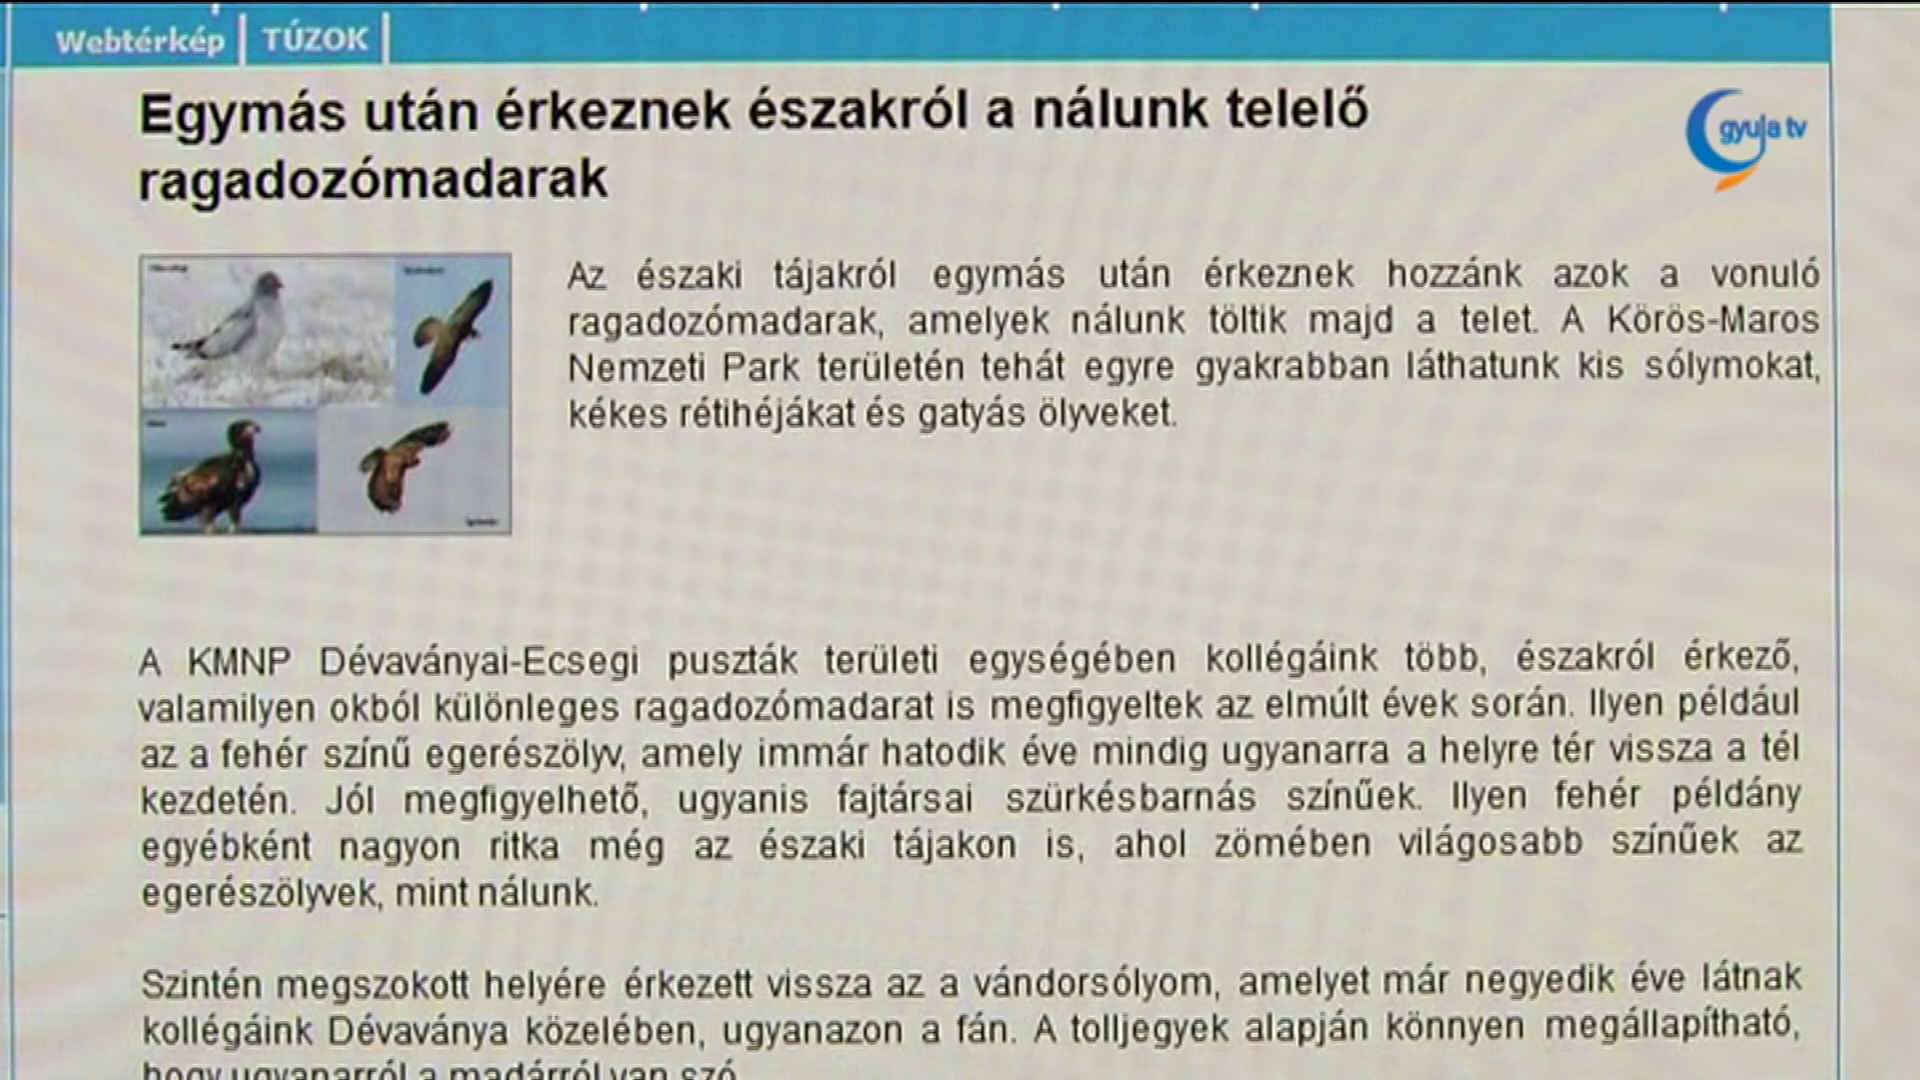 Webtérkép TÚZOK
Egymás után érkeznek északról a nálunk telelő
ragadozómadarak
gyula tv
Az északi tájakról egymás után érkeznek hozzánk azok a vonuló
ragadozómadarak, amelyek nálunk töltik majd a telet. A Körös-Maros
Nemzeti Park területén tehát egyre gyakrabban láthatunk kis sólymokat,
kékes rétihéjákat és gatyás ölyveket.
A KMNP Dévaványai-Ecsegi puszták területi egységében kollégáink több, északról érkező,
valamilyen okból különleges ragadozómadarat is megfigyeltek az elmúlt évek során. Ilyen például
az a fehér színű egerészölyv, amely immár hatodik éve mindig ugyanarra a helyre tér vissza a tél
kezdetén. Jól megfigyelhető, ugyanis fajtársai szürkésbarnás színűek. Ilyen fehér példány
egyébként nagyon ritka még az északi tájakon is, ahol zömében világosabb színűek az
egerészölyvek, mint nálunk.
Szintén megszokott helyére érkezett vissza az a vándorsólyom, amelyet már negyedik éve látnak
kollégáink Dévaványa közelében, ugyanazon a fán. A tolljegyek alapján könnyen megállapítható,
hogy ugyanarról a madárról van szó.